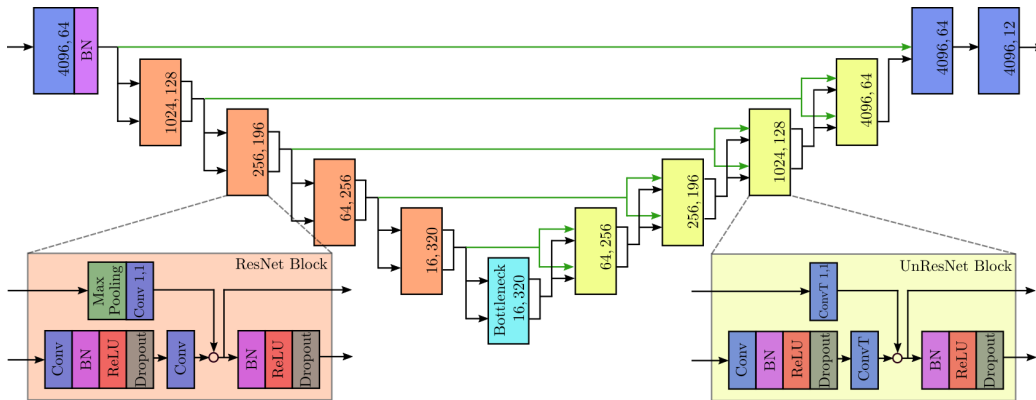 4096, 64
BN
1024, 128
256, 196
64, 256
16, 320
Bottleneck
16, 320
64, 256
256, 196
1024, 128
4096, 64
4096, 64
4096, 12
ResNet Block
Max
Pooling
Conv 1,1
Conv
BN
ReLU
Dropout
Conv
BN
ReLU
Dropout
UnResNet Block
ConvT 1,1
Conv
BN
ReLU
Dropout
ConvT
BN
ReLU
Dropout